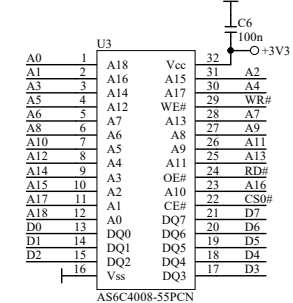 C6
100n
+3V3
U3
A0 1 A18 Vcc 32
A1 2 A16 A15 31 A2
A3 3 A14 A17 30 A4
A5 4 A12 WE# 29 WR#
A6 5 A7 A13 28 A7
A8 6 A6 A8 27 A9
A10 7 A5 A9 26 A11
A12 8 A4 A11 25 A13
A14 9 A3 OE# 24 RD#
A15 10 A2 A10 23 A16
A17 11 A1 CE# 22 CS0#
A18 12 A0 DQ7 21 D7
D0 13 DQ0 DQ6 20 D6
D1 14 DQ1 DQ5 19 D5
D2 15 DQ2 DQ4 18 D4
16 Vss DQ3 17 D3
AS6C4008-55PCN